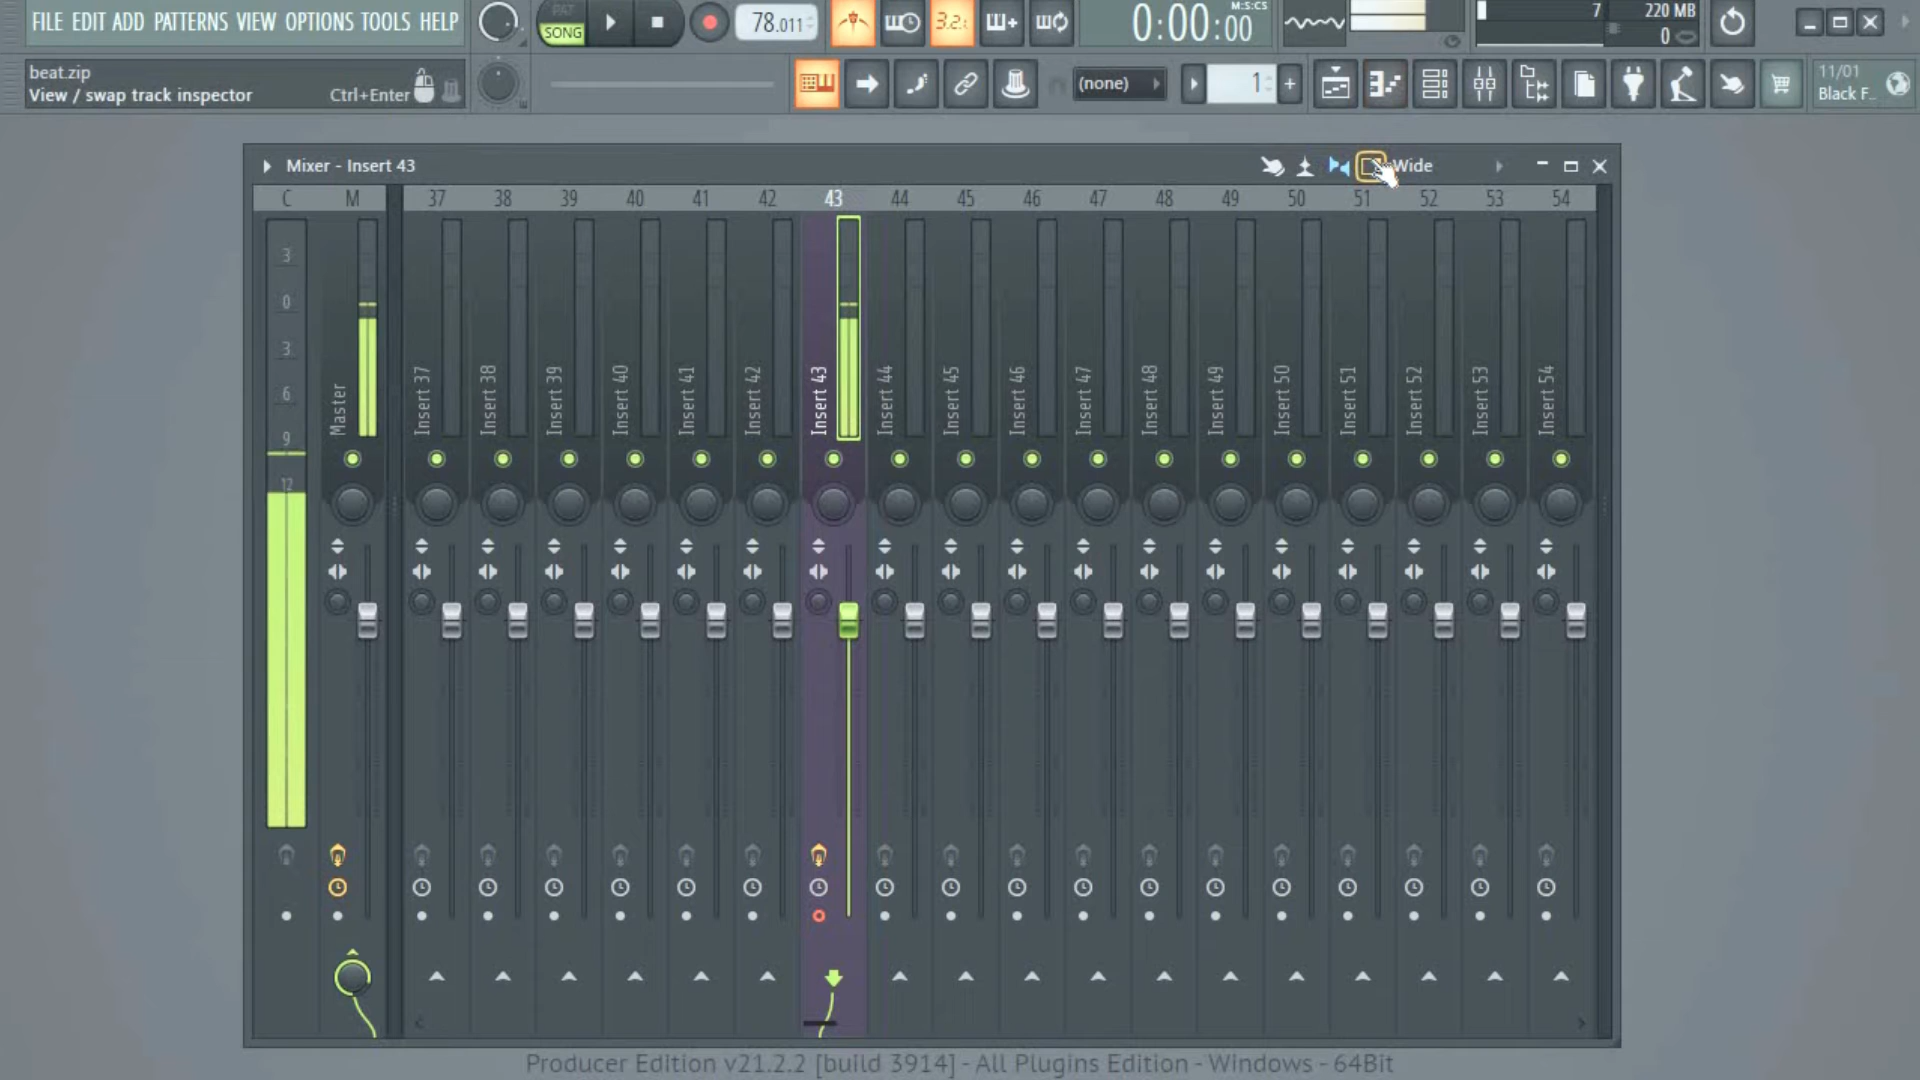 FILE EDIT ADD PATTERNS VIEW OPTIONS TOOLS HELP
PAT
SONG
78.011
3.2:
0:00:00
M:S:CS
7
220 MB
0
beat.zip
View / swap track inspector
Ctrl+Enter
(none)
1
11/01
Black F..
Mixer - Insert 43
Wide
C M 37 38 39 40 41 42 43 44 45 46 47 48 49 50 51 52 53 54
3
0
3
6
9
12
Master
Insert 37
Insert 38
Insert 39
Insert 40
Insert 41
Insert 42
Insert 43
Insert 44
Insert 45
Insert 46
Insert 47
Insert 48
Insert 49
Insert 50
Insert 51
Insert 52
Insert 53
Insert 54
Producer Edition v21.2.2 [build 3914] - All Plugins Edition - Windows - 64Bit